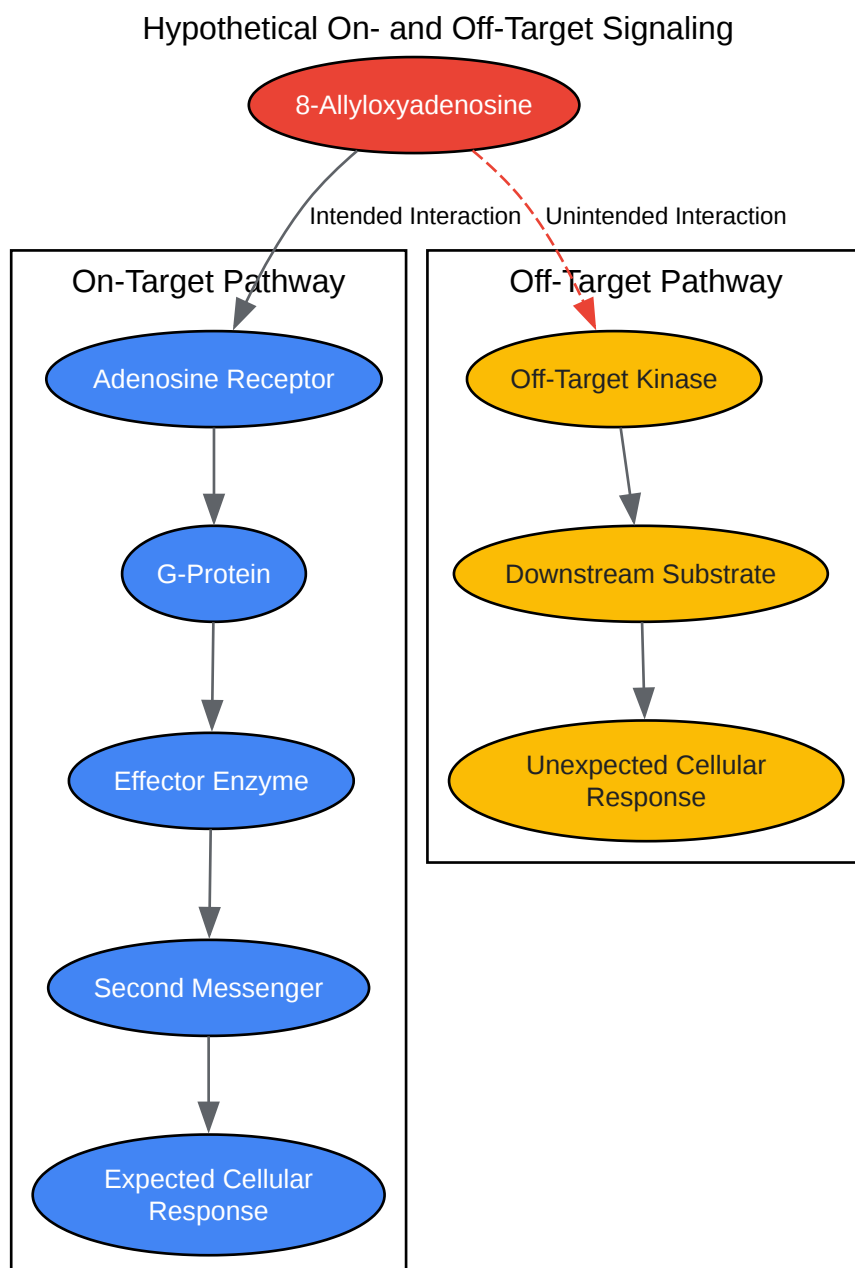 Hypothetical On- and Off-Target Signaling
8-Allyloxyadenosine
Intended Interaction
Unintended Interaction
On-Target Pathway
Adenosine Receptor
G-Protein
Effector Enzyme
Second Messenger
Expected Cellular
Response
Off-Target Pathway
Off-Target Kinase
Downstream Substrate
Unexpected Cellular
Response